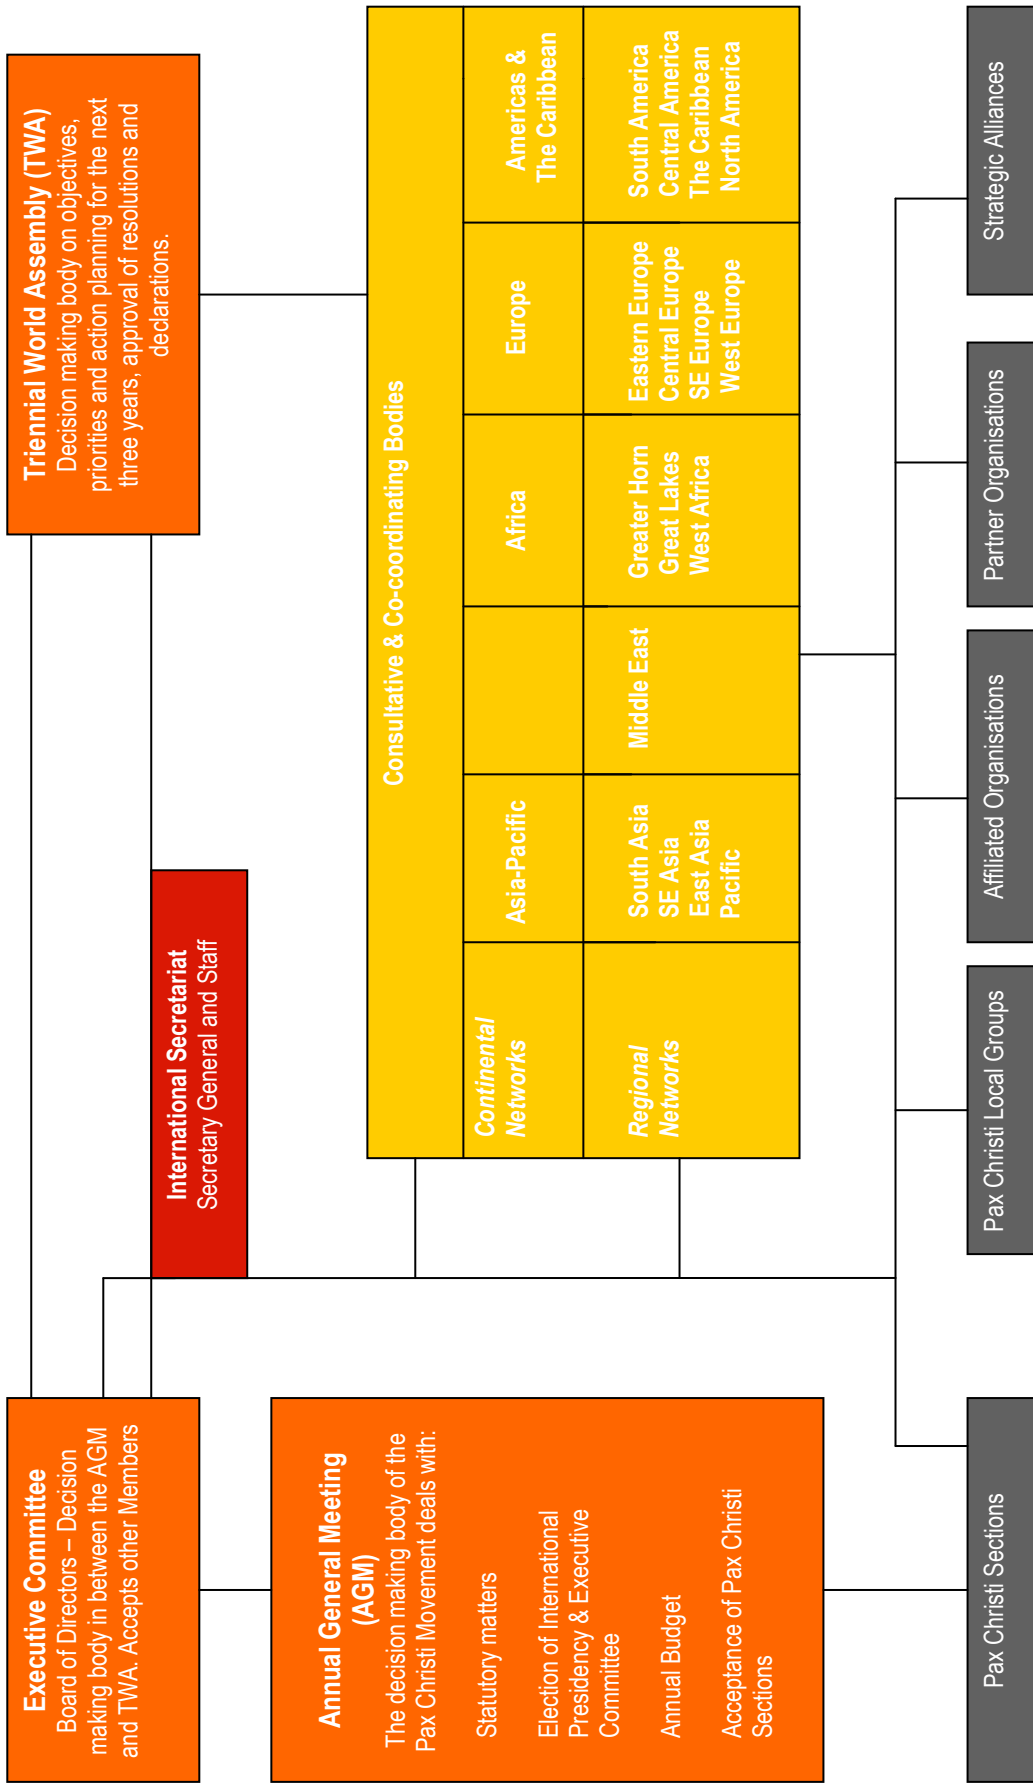 Executive Committee
Board of Directors – Decision
making body in between the AGM
and TWA. Accepts other Members
Triennial World Assembly (TWA)
Decision making body on objectives,
priorities and action planning for the next
three years, approval of resolutions and
declarations.
International Secretariat
Secretary General and Staff
Annual General Meeting
(AGM)
The decision making body of the
Pax Christi Movement deals with:
Statutory matters
Election of International
Presidency & Executive
Committee
Annual Budget
Acceptance of Pax Christi
Sections
Consultative & Co-coordinating Bodies
Continental
Networks
Asia-Pacific
Africa
Europe
Americas &
The Caribbean
Regional
Networks
South Asia
SE Asia
East Asia
Pacific
Middle East
Greater Horn
Great Lakes
West Africa
Eastern Europe
Central Europe
SE Europe
West Europe
South America
Central America
The Caribbean
North America
Pax Christi Sections
Pax Christi Local Groups
Affiliated Organisations
Partner Organisations
Strategic Alliances